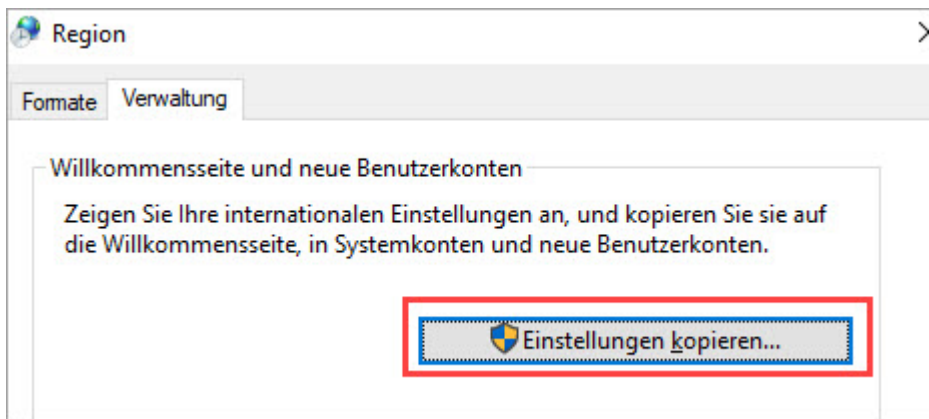 Region
Formate
Verwaltung
Willkommensseite und neue Benutzerkonten
Zeigen Sie Ihre internationalen Einstellungen an, und kopieren Sie sie auf
die Willkommensseite, in Systemkonten und neue Benutzerkonten.
Einstellungen kopieren...